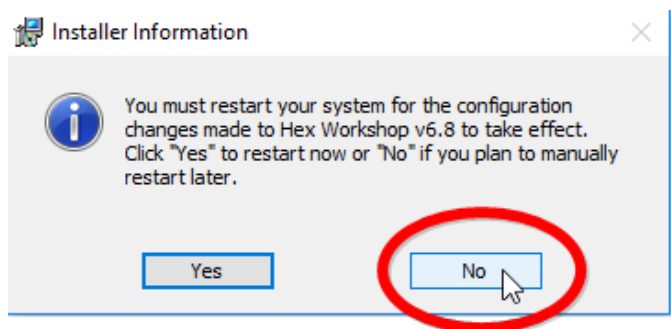 Installer Information
You must restart your system for the configuration
changes made to Hex Workshop v6.8 to take effect.
Click "Yes" to restart now or "No" if you plan to manually
restart later.
Yes No